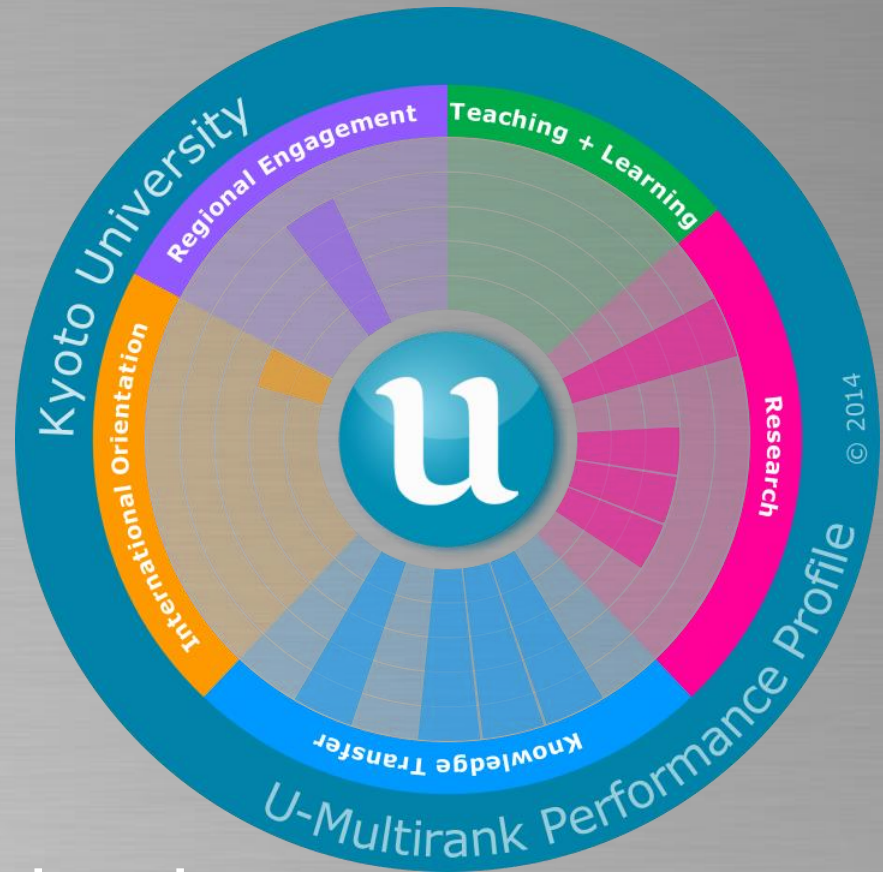 Kyoto University
Regional Engagement
Teaching + Learning
Research
Knowledge Transfer
International Orientation
u
© 2014
U-Multirank Performance Profile